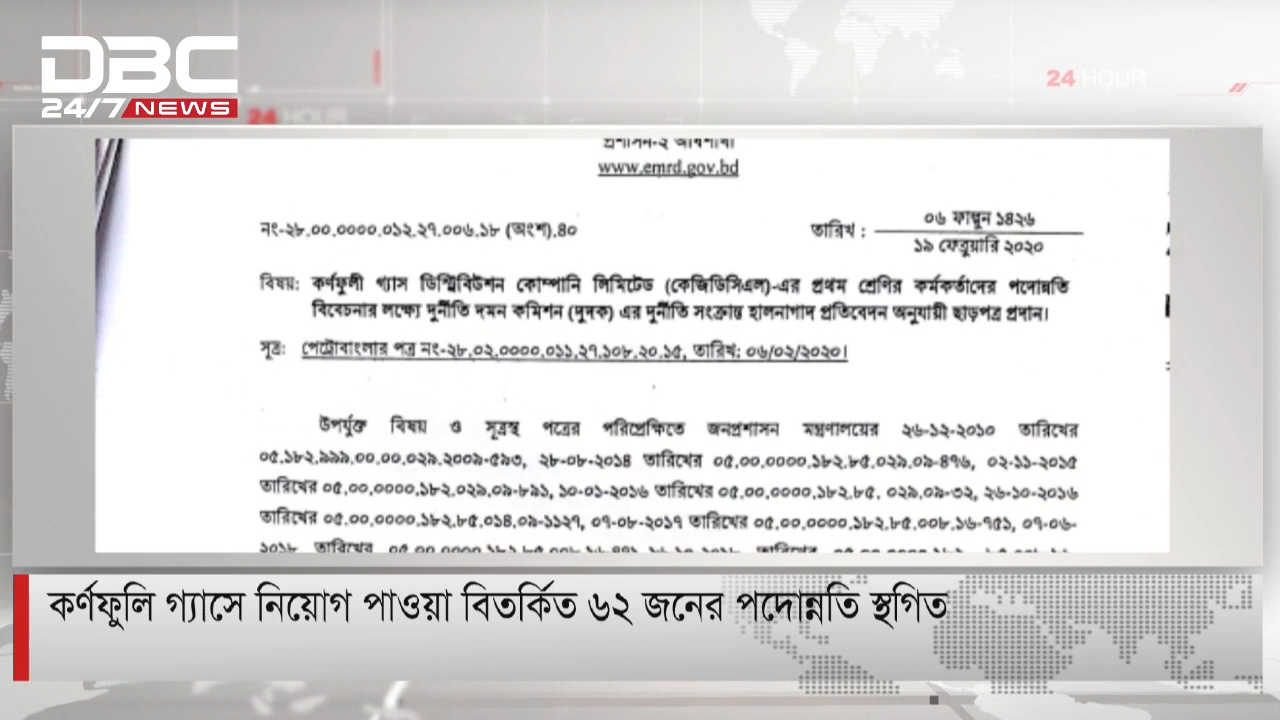 DBC
24/7 NEWS
24 HOUR
24 HOUR
প্রশাসন-২ অধিশাখা
www.emrd.gov.bd
নং-২৮.০০.০০০০.০১২.২৭.০০৬.১৮ (অংশ).৪০
তারিখ : ০৬ ফাল্গুন ১৪২৬
১৯ ফেব্রুয়ারি ২০২০
বিষয়: কর্ণফুলী গ্যাস ডিস্ট্রিবিউশন কোম্পানি লিমিটেড (কেজিডিসিএল)-এর প্রথম শ্রেণির কর্মকর্তাদের পদোন্নতি
বিবেচনার লক্ষ্যে দুর্নীতি দমন কমিশন (দুদক) এর দুর্নীতি সংক্রান্ত হালনাগাদ প্রতিবেদন অনুযায়ী ছাড়পত্র প্রদান।
সূত্র: পেট্রোবাংলার পত্র নং-২৮.০২.০০০০.০১১.২৭.১০৮.২০.১৫, তারিখ: ০৬/০২/২০২০।
উপর্যুক্ত বিষয় ও সূত্রস্থ পত্রের পরিপ্রেক্ষিতে জনপ্রশাসন মন্ত্রণালয়ের ২৬-১২-২০১০ তারিখের
০৫.১৮২.৯৯৯.০০.০০.০২৯.২০০৯-৫৯৩, ২৮-০৮-২০১৪ তারিখের ০৫.০০.০০০০.১৮২.৮৫.০২৯.০৯-৪৭৬, ০২-১১-২০১৫
তারিখের ০৫.০০.০০০০.১৮২.০২৯.০৯-৮৯১, ১০-০১-২০১৬ তারিখের ০৫.০০.০০০০.১৮২.৮৫. ০২৯.০৯-৩২, ২৬-১০-২০১৬
তারিখের ০৫.০০.০০০০.১৮২.৮৫.০১৪.০৯-১১২৭, ০৭-০৮-২০১৭ তারিখের ০৫.০০.০০০০.১৮২.৮৫.০০৮.১৬-৭৫১, ০৭-০৬-
২০১৮ তারিখের
কর্ণফুলি গ্যাসে নিয়োগ পাওয়া বিতর্কিত ৬২ জনের পদোন্নতি স্থগিত